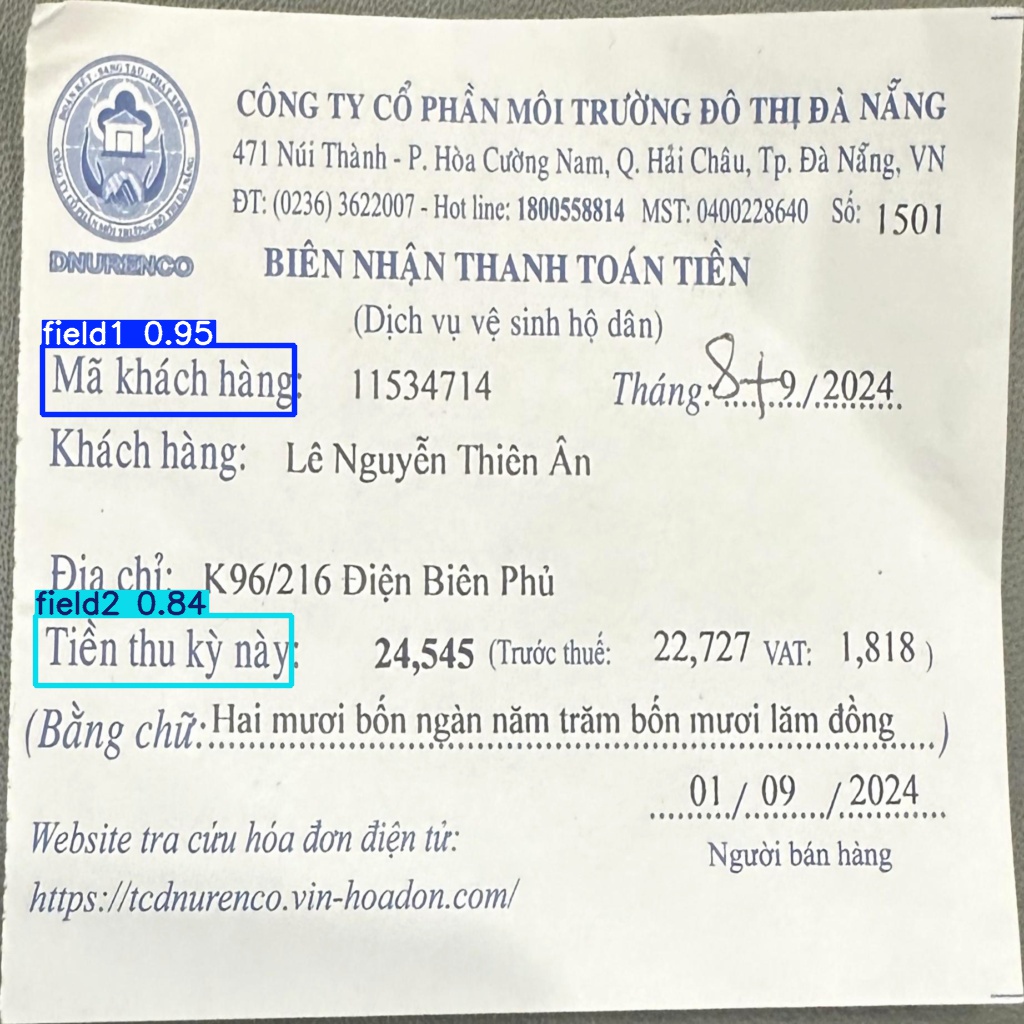 CÔNG TY CỔ PHẦN MÔI TRƯỜNG ĐÔ THỊ ĐÀ NẴNG
471 Núi Thành - P. Hòa Cường Nam, Q. Hải Châu, Tp. Đà Nẵng, VN
ĐT: (0236) 3622007 - Hot line: 1800558814 MST: 0400228640 Số: 1501
DNURENCO
BIÊN NHẬN THANH TOÁN TIỀN
(Dịch vụ vệ sinh hộ dân)
field1 0.95
Mã khách hàng: 11534714 Tháng: 8+9/2024
Khách hàng: Lê Nguyễn Thiên Ân
Địa chỉ: K96/216 Điện Biên Phủ
field2 0.84
Tiền thu kỳ này: 24,545 (Trước thuế: 22,727 VAT: 1,818 )
(Bằng chữ: Hai mươi bốn ngàn năm trăm bốn mươi lăm đồng )
01 / 09 / 2024
Người bán hàng
Website tra cứu hóa đơn điện tử:
https://tcdnurenco.vin-hoadon.com/